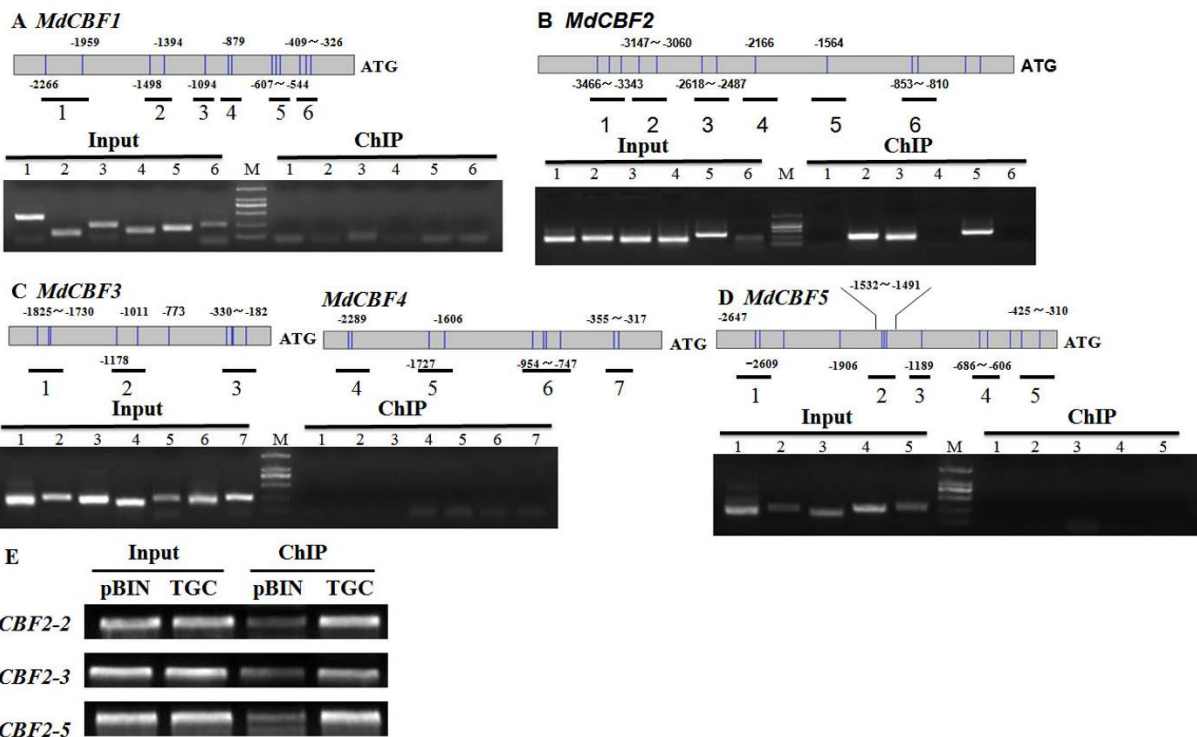 A MdCBF1
-1959 -1394 -879 -409～-326
ATG
-2266 -1498 -1094 -607～-544
1 2 3 4 5 6
Input ChIP
1 2 3 4 5 6 M 1 2 3 4 5 6
B MdCBF2
-3147～-3060 -2166 -1564
ATG
-3466～-3343 -2618～-2487 -853～-810
1 2 3 4 5 6
Input ChIP
1 2 3 4 5 6 M 1 2 3 4 5 6
C MdCBF3
-1825～-1730 -1011 -773 -330～-182
ATG
-1178
1 2 3
MdCBF4
-2289 -1606 -355～-317
ATG
-1727 -954～-747
4 5 6 7
Input ChIP
1 2 3 4 5 6 7 M 1 2 3 4 5 6 7
D MdCBF5
-1532～-1491
-2647 -425～-310
ATG
-2609 -1906 -1189 -686～-606
1 2 3 4 5
Input ChIP
1 2 3 4 5 M 1 2 3 4 5
E
Input ChIP
pBIN TGC pBIN TGC
CBF2-2
CBF2-3
CBF2-5